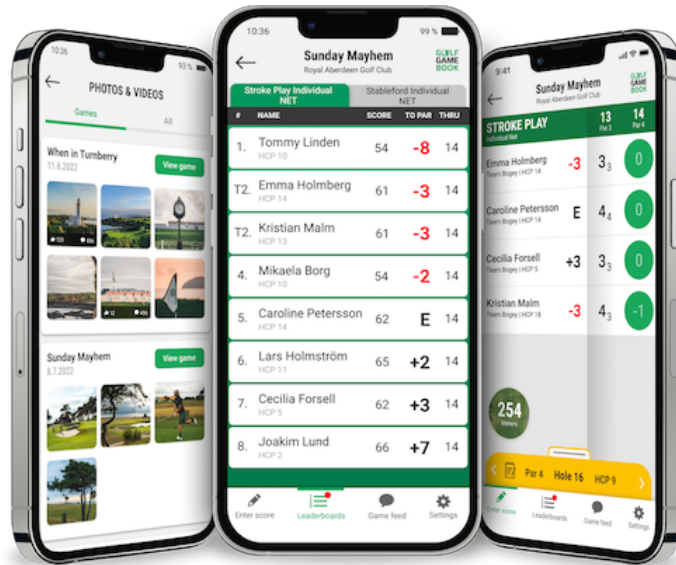 10:36
93 %
PHOTOS & VIDEOS
Games
All
When in Turnberry
11.8.2022
View game
Sunday Mayhem
8.7.2022
View game
10:36
99 %
Sunday Mayhem
Royal Aberdeen Golf Club
GOLF
GAME
BOOK
Stroke Play Individual
NET
Stableford Individual
NET
# NAME SCORE TO PAR THRU
1. Tommy Linden 54 -8 14
HCP 10
T2. Emma Holmberg 61 -3 14
HCP 14
T2. Kristian Malm 61 -3 14
HCP 13
4. Mikaela Borg 54 -2 14
HCP 10
5. Caroline Petersson 62 E 14
HCP 14
6. Lars Holmström 65 +2 14
HCP 11
7. Cecilia Forsell 62 +3 14
HCP 5
8. Joakim Lund 66 +7 14
HCP 2
Enter score
Leaderboards
Game feed
Settings
9:41
Sunday Mayhem
Royal Aberdeen Golf Club
GOLF
GAME
BOOK
STROKE PLAY 13 14
Individual Net Par 3 Par 4
Emma Holmberg -3 3 3 0
Team Bogey | HCP 14
Caroline Petersson E 4 4 0
Team Bogey | HCP 14
Cecilia Forsell +3 3 3 0
Team Bogey | HCP 5
Kristian Malm -3 4 3 -1
Team Bogey | HCP 18
254
Meters
Par 4 Hole 16 HCP 9
Enter score
Leaderboards
Game feed
Settings